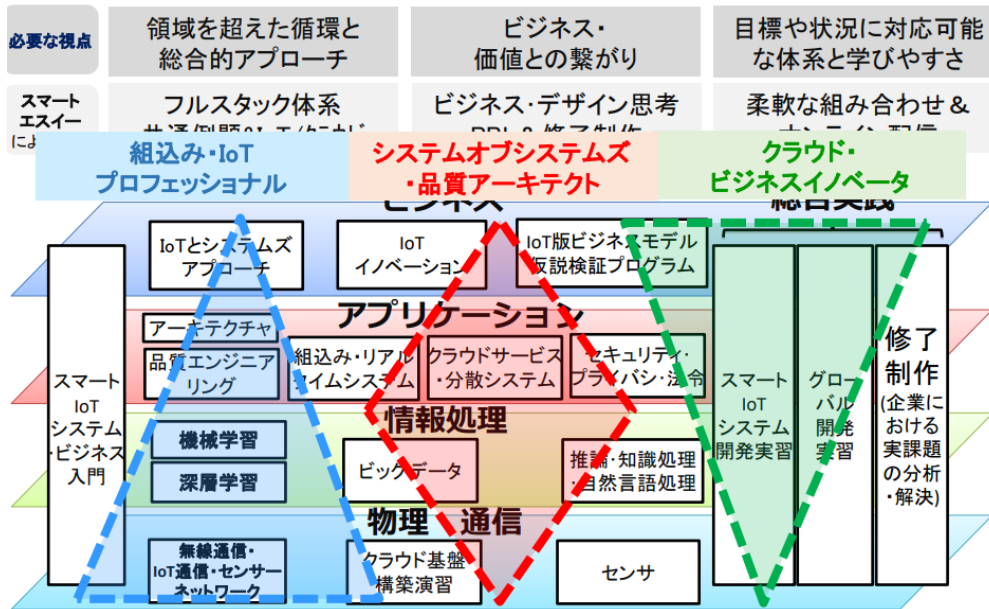 必要な視点
領域を超えた循環と
総合的アプローチ
ビジネス・
価値との繋がり
目標や状況に対応可能
な体系と学びやすさ
スマート
エスイー
によ
フルスタック体系
ビジネス・デザイン思考
柔軟な組み合わせ＆
オンライン配信
組込み・IoT
プロフェッショナル
システムオブシステムズ
・品質アーキテクト
クラウド・
ビジネスイノベータ
ビジネス
総合実践
IoTとシステムズ
アプローチ
IoT
イノベーション
IoT版ビジネスモデル
仮説検証プログラム
アプリケーション
アーキテクチャ
品質エンジニア
リング
組込み・リアル
タイムシステム
クラウドサービス
・分散システム
セキュリティ・
プライバシ・法令
スマート
IoT
システム
・ビジネス
入門
情報処理
機械学習
深層学習
ビックデータ
推論・知識処理
・自然言語処理
物理・通信
無線通信・
IoT通信・センサー
ネットワーク
クラウド基盤
構築演習
センサ
スマート
IoT
システム
開発実習
グロー
バル
開発
実習
修了
制作
(企業に
おける
実課題
の分析
・解決)